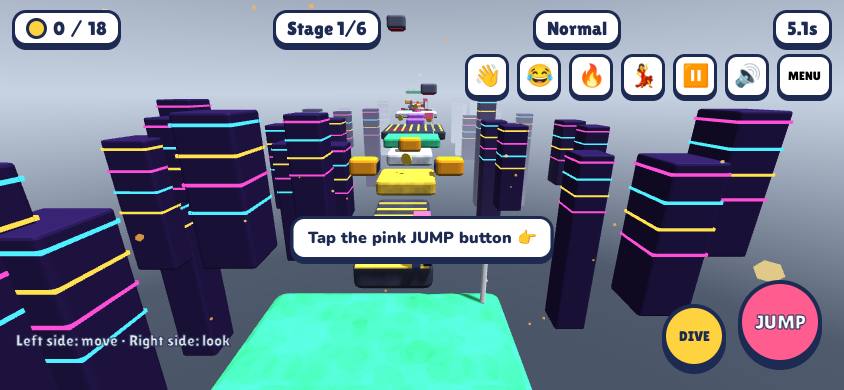 0 / 18
Stage 1/6
Normal
5.1s
MENU
Tap the pink JUMP button 👉
Left side: move · Right side: look
DIVE
JUMP